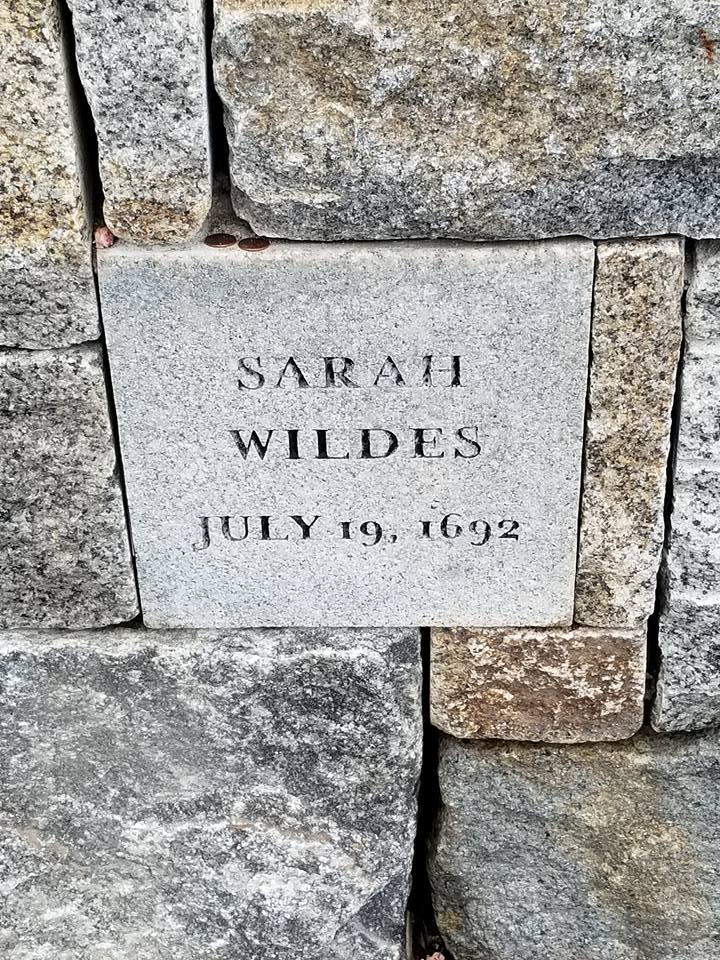 SARAH
WILDES
JULY 19, 1692